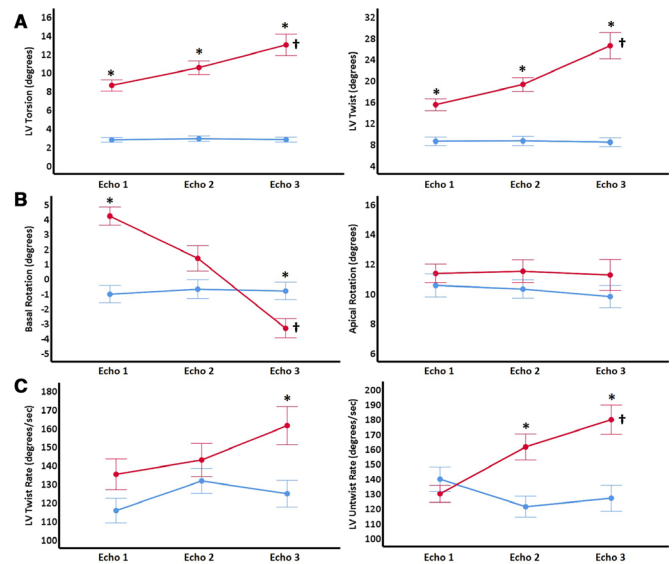 A
LV Torsion (degrees)
16
14
12
10
8
6
4
2
0
*
*
*
†
Echo 1
Echo 2
Echo 3
LV Twist (degrees)
32
28
24
20
16
12
8
4
*
*
*
†
Echo 1
Echo 2
Echo 3
B
Basal Rotation (degrees)
5
4
3
2
1
0
-1
-2
-3
-4
-5
*
*
†
Echo 1
Echo 2
Echo 3
Apical Rotation (degrees)
16
14
12
10
8
6
Echo 1
Echo 2
Echo 3
C
LV Twist Rate (degrees/sec)
180
170
160
150
140
130
120
110
100
*
Echo 1
Echo 2
Echo 3
LV Untwist Rate (degrees/sec)
200
190
180
170
160
150
140
130
120
110
100
*
*
†
Echo 1
Echo 2
Echo 3